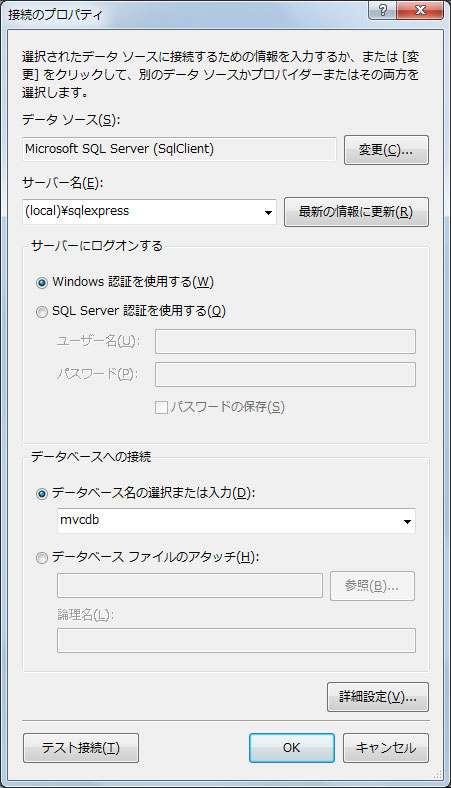 接続のプロパティ
選択されたデータ ソースに接続するための情報を入力するか、または [変
更] をクリックして、別のデータ ソースかプロバイダーまたはその両方を
選択します。
データ ソース(S):
Microsoft SQL Server (SqlClient)
変更(C)...
サーバー名(E):
(local)¥sqlexpress
最新の情報に更新(R)
サーバーにログオンする
Windows 認証を使用する(W)
SQL Server 認証を使用する(Q)
ユーザー名(U):
パスワード(P):
パスワードの保存(S)
データベースへの接続
データベース名の選択または入力(D):
mvcdb
データベース ファイルのアタッチ(H):
参照(B)...
論理名(L):
詳細設定(V)...
テスト接続(T)
OK
キャンセル